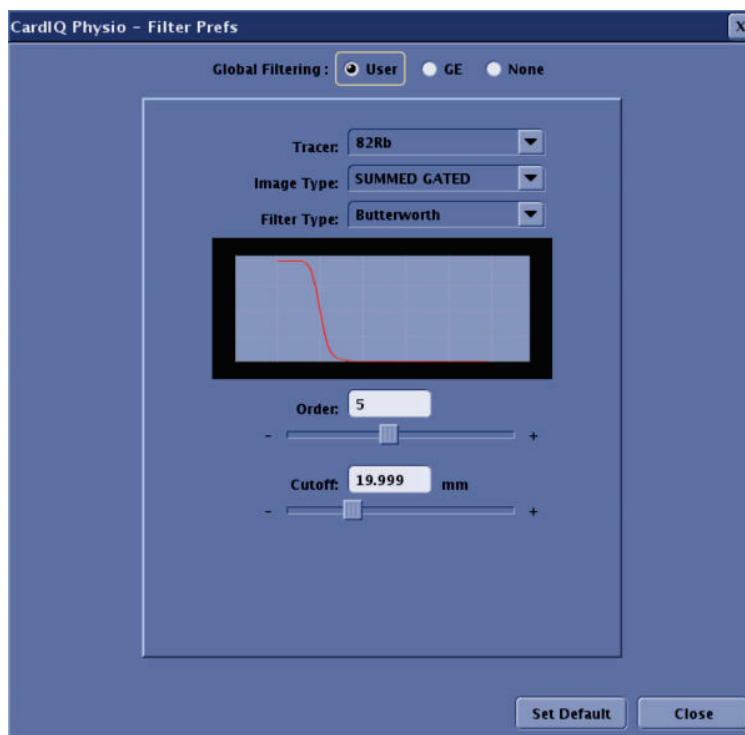 CardIQ Physio - Filter Prefs X
Global Filtering : User GE None
Tracer: 82Rb
Image Type: SUMMED GATED
Filter Type: Butterworth
Order: 5
- +
Cutoff: 19.999 mm
- +
Set Default Close